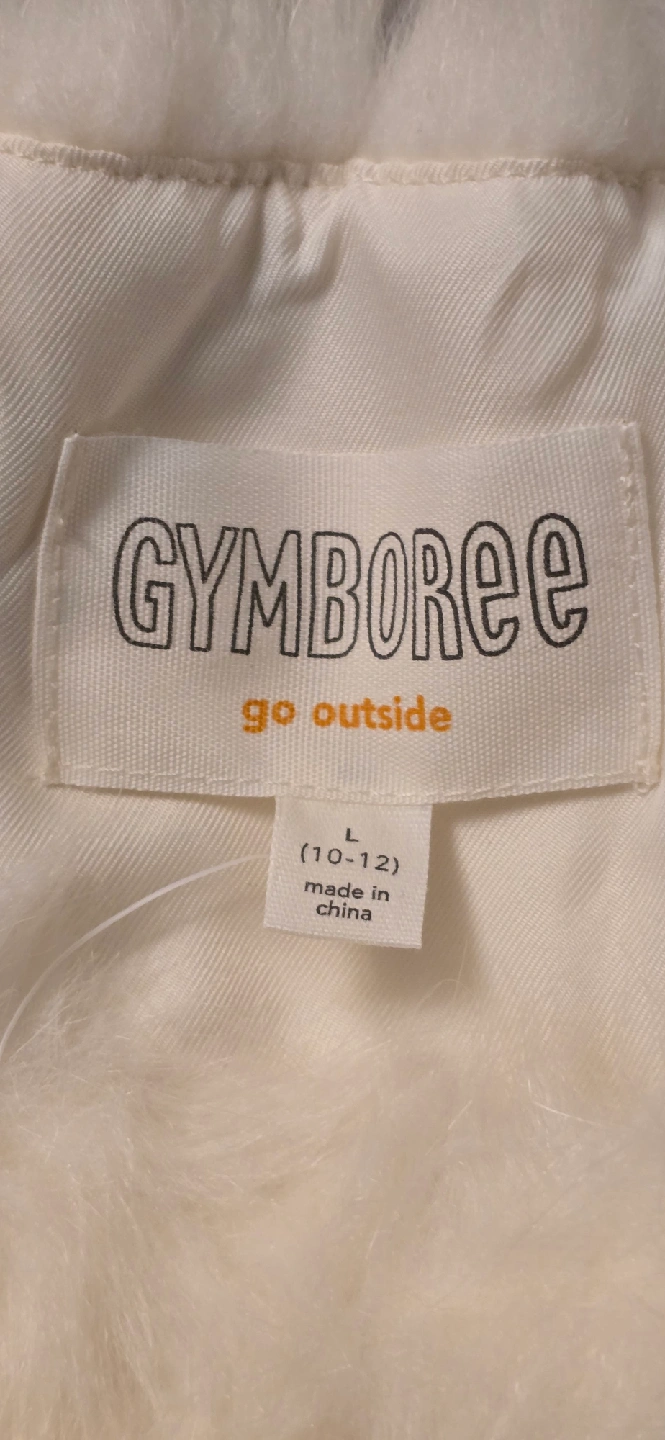 GYMBOREE
go outside
L
(10-12)
made in
china